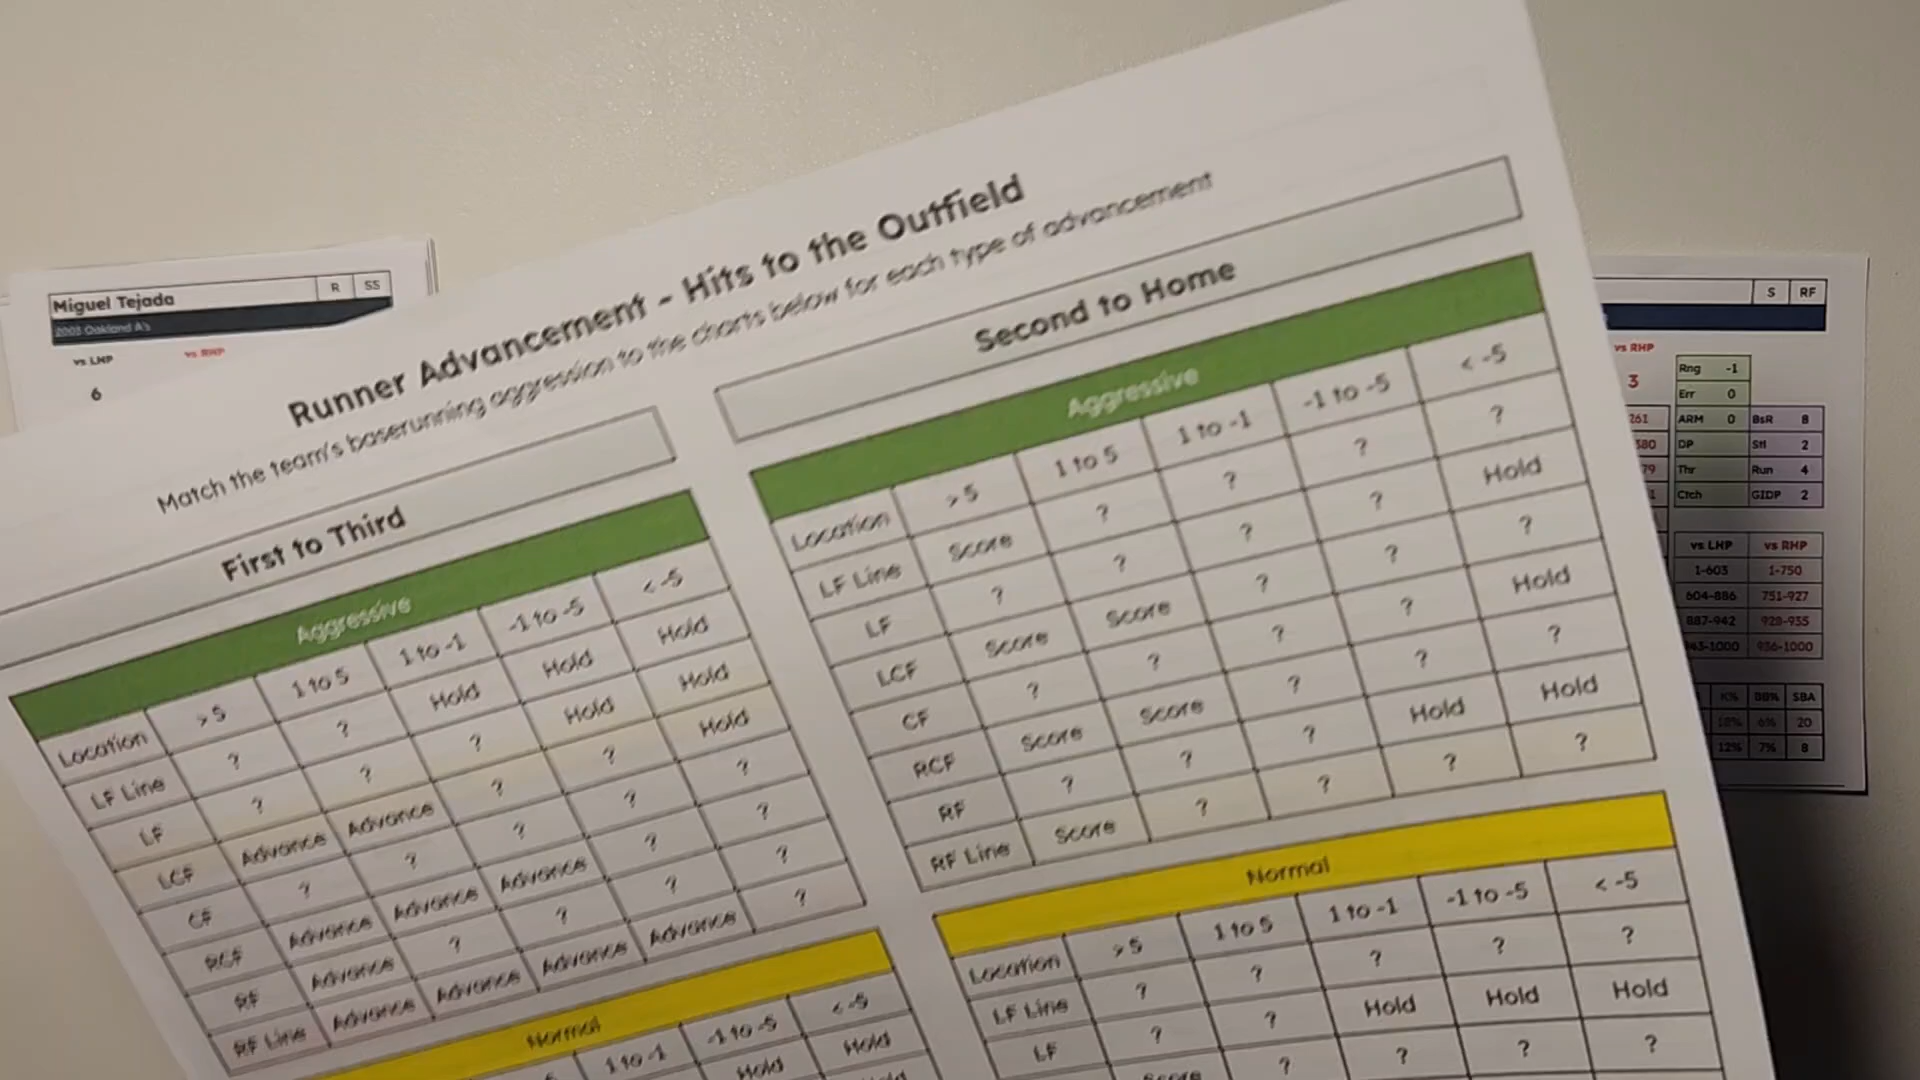 Miguel Tejada R SS
2003 Oakland A's
vs LHP vs RHP
6
Runner Advancement - Hits to the Outfield
Match the team's baserunning aggression to the charts below for each type of advancement
First to Third
Aggressive
Location >5 1 to 5 1 to -1 -1 to -5 < -5
LF Line ? ? Hold Hold Hold
LF ? ? ? Hold Hold
LCF Advance Advance ? ? Hold
CF ? ? ? ? ?
RCF Advance Advance Advance ? ?
RF Advance ? ? ? ?
RF Line Advance Advance Advance Advance ?
Normal
5 1 to -1 -1 to -5 < -5
Hold Hold
Second to Home
Aggressive
Location >5 1 to 5 1 to -1 -1 to -5 < -5
LF Line Score ? ? ? ?
LF ? ? ? ? Hold
LCF Score Score ? ? ?
CF ? ? ? ? Hold
RCF Score Score ? ? ?
RF ? ? ? Hold Hold
RF Line Score ? ? ? ?
Normal
Location >5 1 to 5 1 to -1 -1 to -5 < -5
LF Line ? ? ? ? ?
LF ? ? Hold Hold Hold
Score ? ? ? ?
S RF
vs RHP
3
Rng -1
Err 0
ARM 0 BsR 8
DP Stl 2
Thr Run 4
Ctch GIDP 2
261
380
79
1
vs LHP vs RHP
1-603 1-750
604-886 751-927
887-942 928-935
943-1000 936-1000
K% BB% SBA
18% 6% 20
12% 7% 8